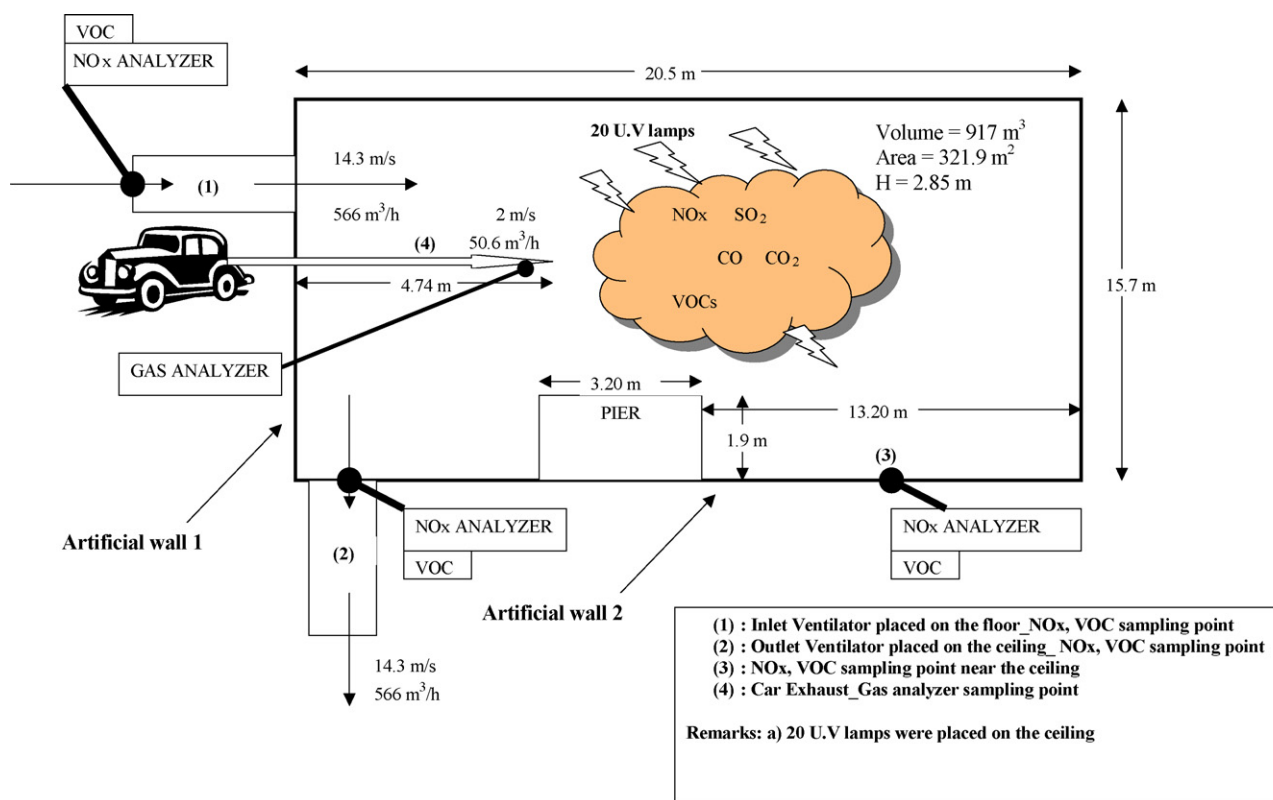 VOC
NOx ANALYZER
20.5 m
20 U.V lamps
Volume = 917 m³
Area = 321.9 m²
H = 2.85 m
14.3 m/s
(1)
566 m³/h
NOx SO₂
2 m/s
(4)
50.6 m³/h
CO CO₂
4.74 m
15.7 m
VOCs
GAS ANALYZER
3.20 m
PIER
13.20 m
1.9 m
(3)
Artificial wall 1
NOx ANALYZER
VOC
NOx ANALYZER
VOC
(2)
Artificial wall 2
14.3 m/s
566 m³/h
(1) : Inlet Ventilator placed on the floor_NOx, VOC sampling point
(2) : Outlet Ventilator placed on the ceiling_ NOx, VOC sampling point
(3) : NOx, VOC sampling point near the ceiling
(4) : Car Exhaust_Gas analyzer sampling point
Remarks: a) 20 U.V lamps were placed on the ceiling